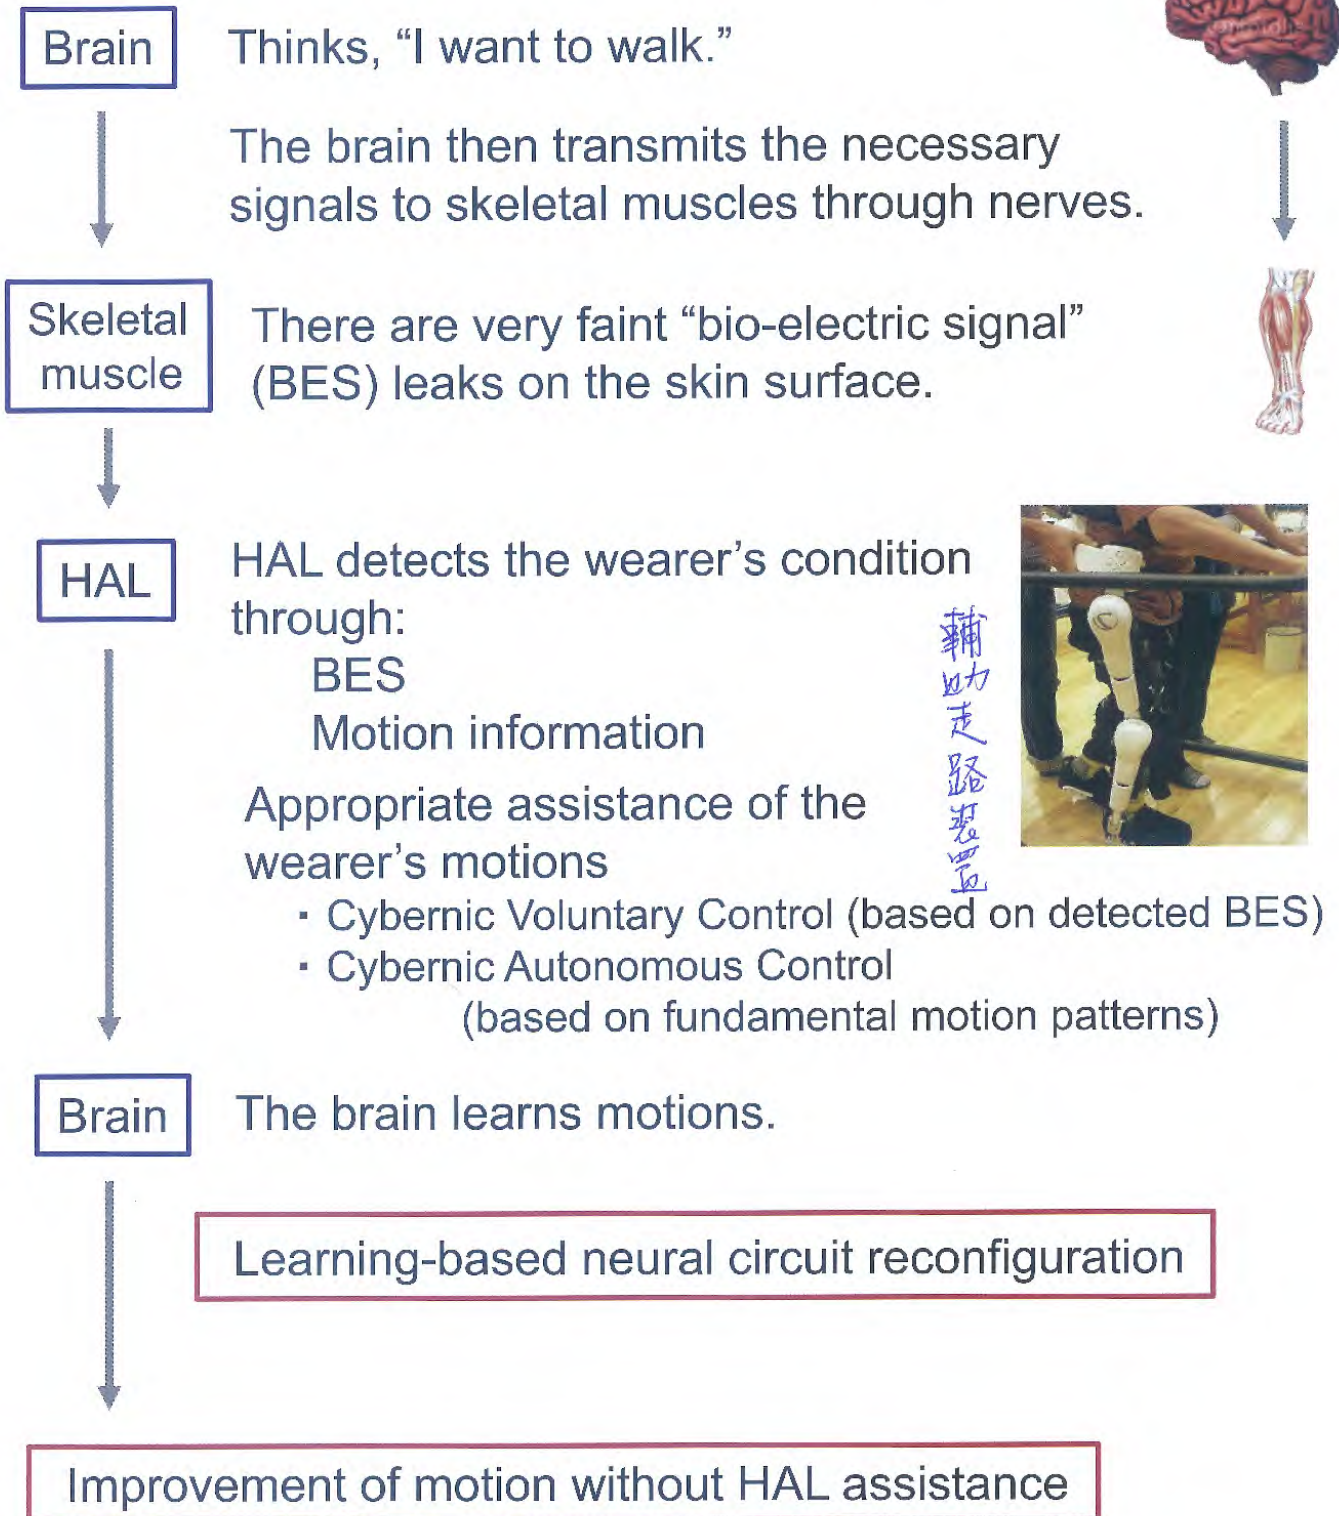 Brain
Thinks, “I want to walk.”
The brain then transmits the necessary
signals to skeletal muscles through nerves.
Skeletal
muscle
There are very faint “bio-electric signal”
(BES) leaks on the skin surface.
HAL
HAL detects the wearer’s condition
through:
BES
Motion information
輔助走路裝置
Appropriate assistance of the
wearer’s motions
▪ Cybernic Voluntary Control (based on detected BES)
▪ Cybernic Autonomous Control
(based on fundamental motion patterns)
Brain
The brain learns motions.
Learning-based neural circuit reconfiguration
Improvement of motion without HAL assistance